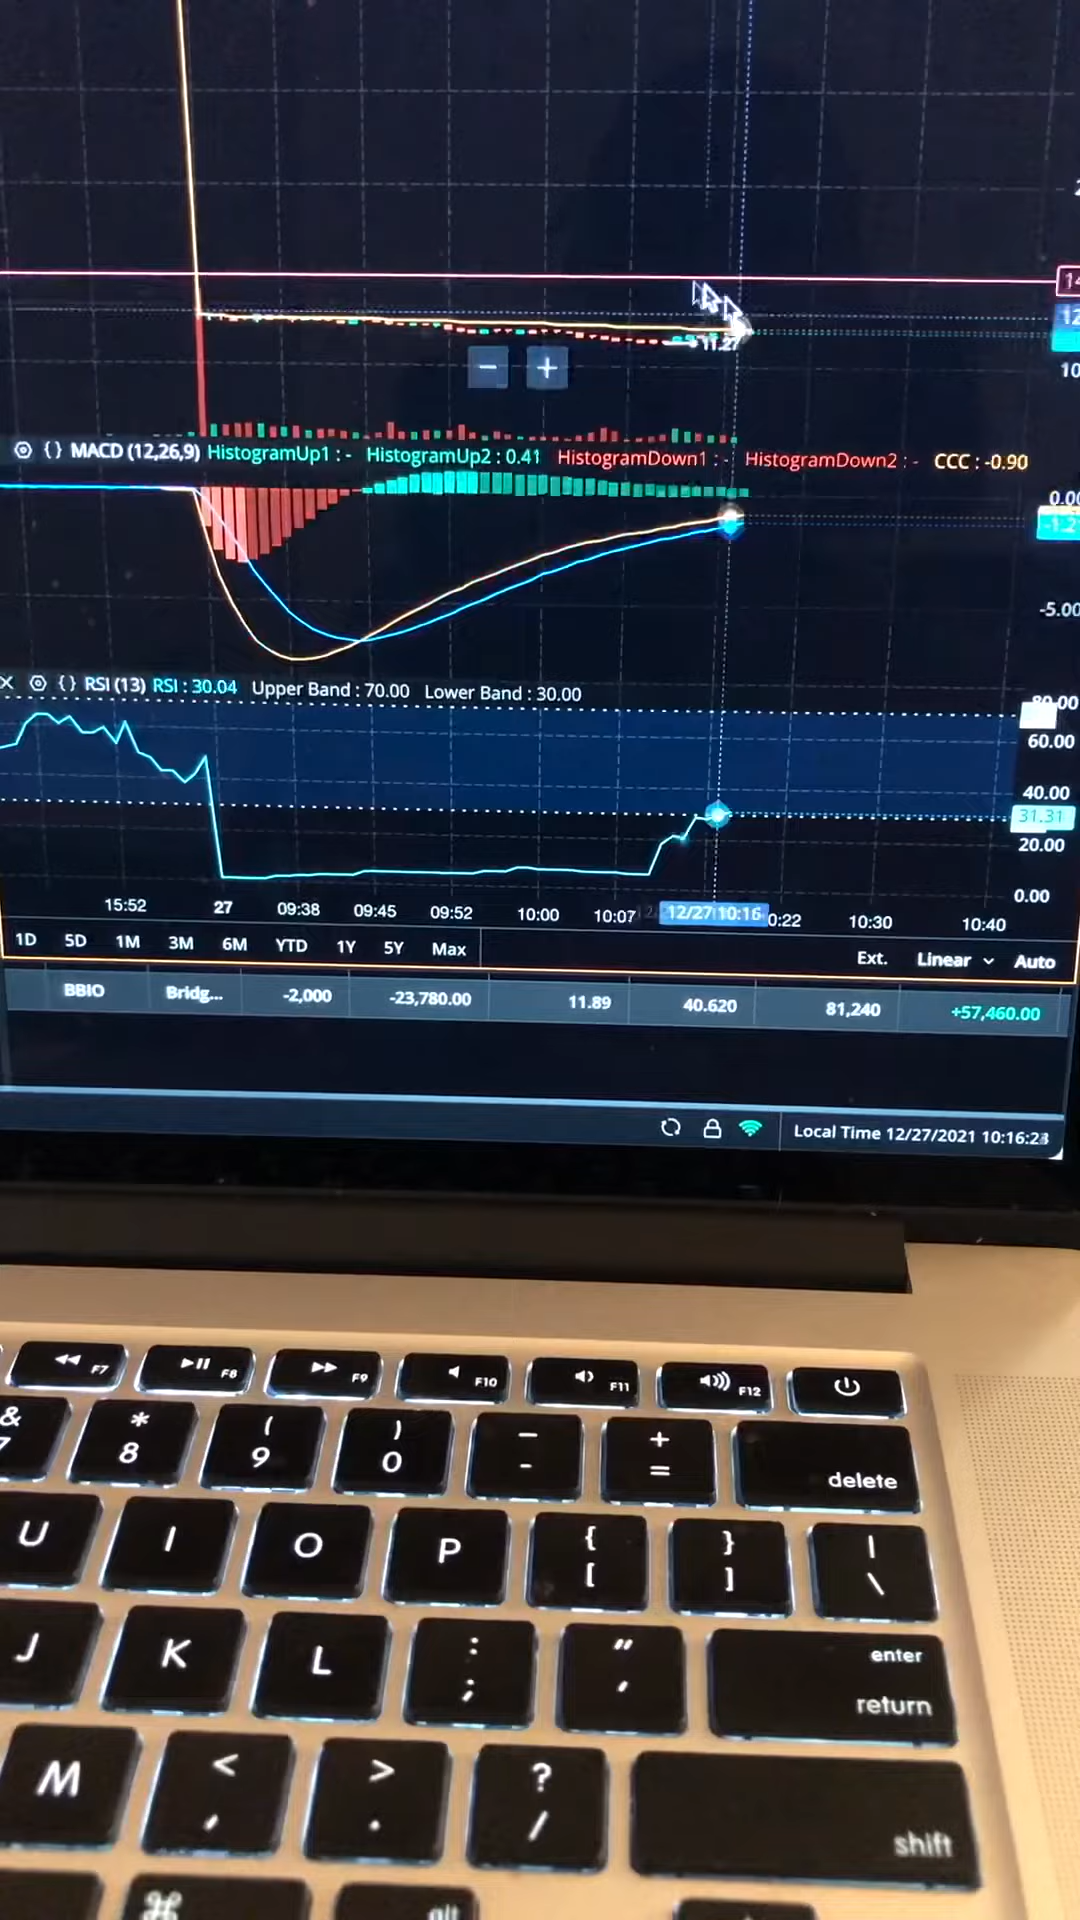 11.27
− +
MACD (12,26,9) HistogramUp1 : - HistogramUp2 : 0.41 HistogramDown1 : - HistogramDown2 : - CCC : -0.90
-5.00
RSI (13) RSI : 30.04 Upper Band : 70.00 Lower Band : 30.00
80.00
60.00
40.00
31.31
20.00
0.00
15:52 27 09:38 09:45 09:52 10:00 10:07 12/27 10:16 0:22 10:30 10:40
1D 5D 1M 3M 6M YTD 1Y 5Y Max Ext. Linear Auto
BBIO Bridg... -2,000 -23,780.00 11.89 40.620 81,240 +57,460.00
Local Time 12/27/2021 10:16:23
F7 F8 F9 F10 F11 F12
& * ( ) − +
7 8 9 0 - = delete
U I O P { [ } ] | \
J K L : ; " ' enter return
M < , > . ? / shift
⌘ alt